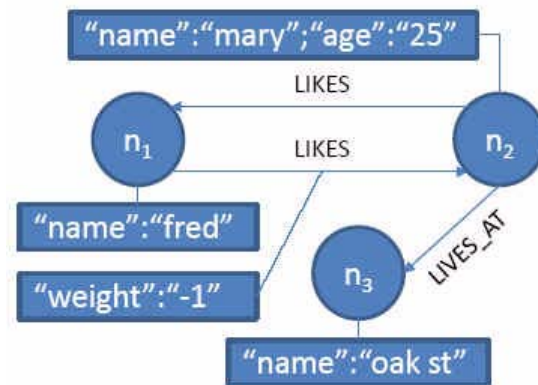 “name”:“mary”;“age”:“25”
LIKES
n₁
LIKES
n₂
“name”:“fred”
LIVES_AT
“weight”:“-1”
n₃
“name”:“oak st”